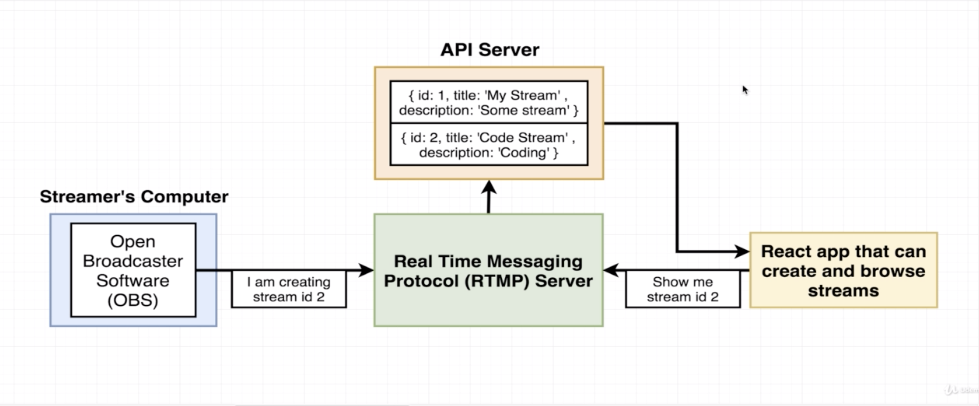 API Server
{ id: 1, title: 'My Stream' ,
description: 'Some stream' }
{ id: 2, title: 'Code Stream' ,
description: 'Coding' }
Streamer's Computer
Open
Broadcaster
Software
(OBS)
I am creating
stream id 2
Real Time Messaging
Protocol (RTMP) Server
Show me
stream id 2
React app that can
create and browse
streams